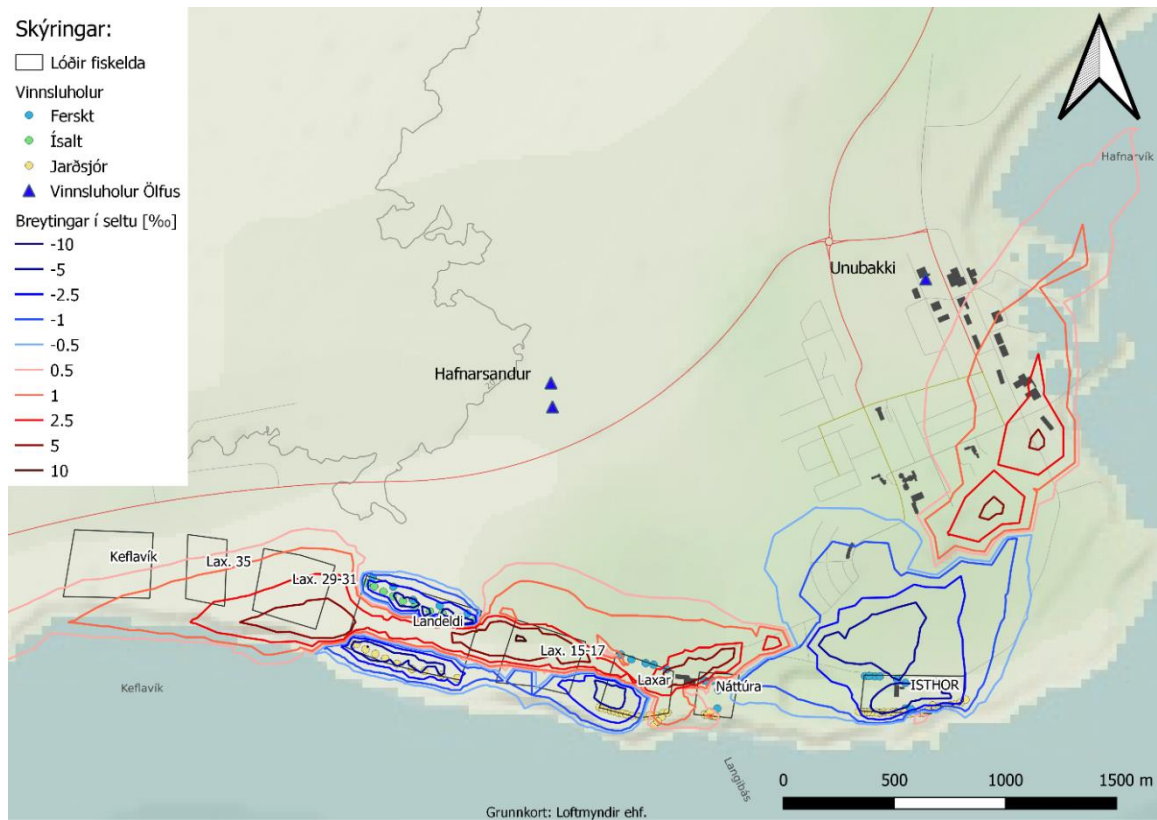 Skýringar:
Lóðir fiskelda
Vinnsluholur
Ferskt
Ísalt
Jarðsjór
Vinnsluholur Ölfus
Breytingar í seltu [‰]
-10
-5
-2.5
-1
-0.5
0.5
1
2.5
5
10
Hafnarvík
Unubakki
Hafnarsandur
20
Keflavík
Lax. 35
Lax. 29-31
Landeldi
Lax. 15-17
Laxar
Náttúra
ISTHOR
Keflavík
Langibás
0 500 1000 1500 m
Grunnkort: Loftmyndir ehf.